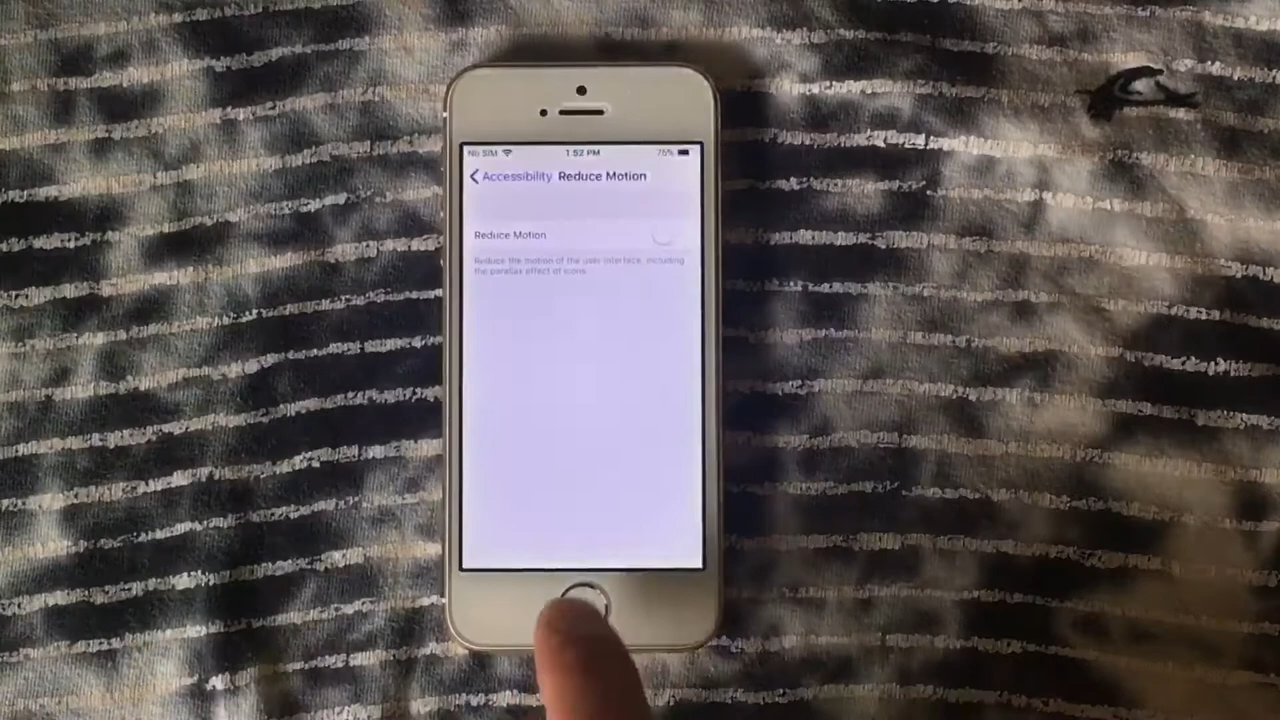 No SIM 1:52 PM 75%
Accessibility Reduce Motion
Reduce Motion
Reduce the motion of the user interface, including
the parallax effect of icons.